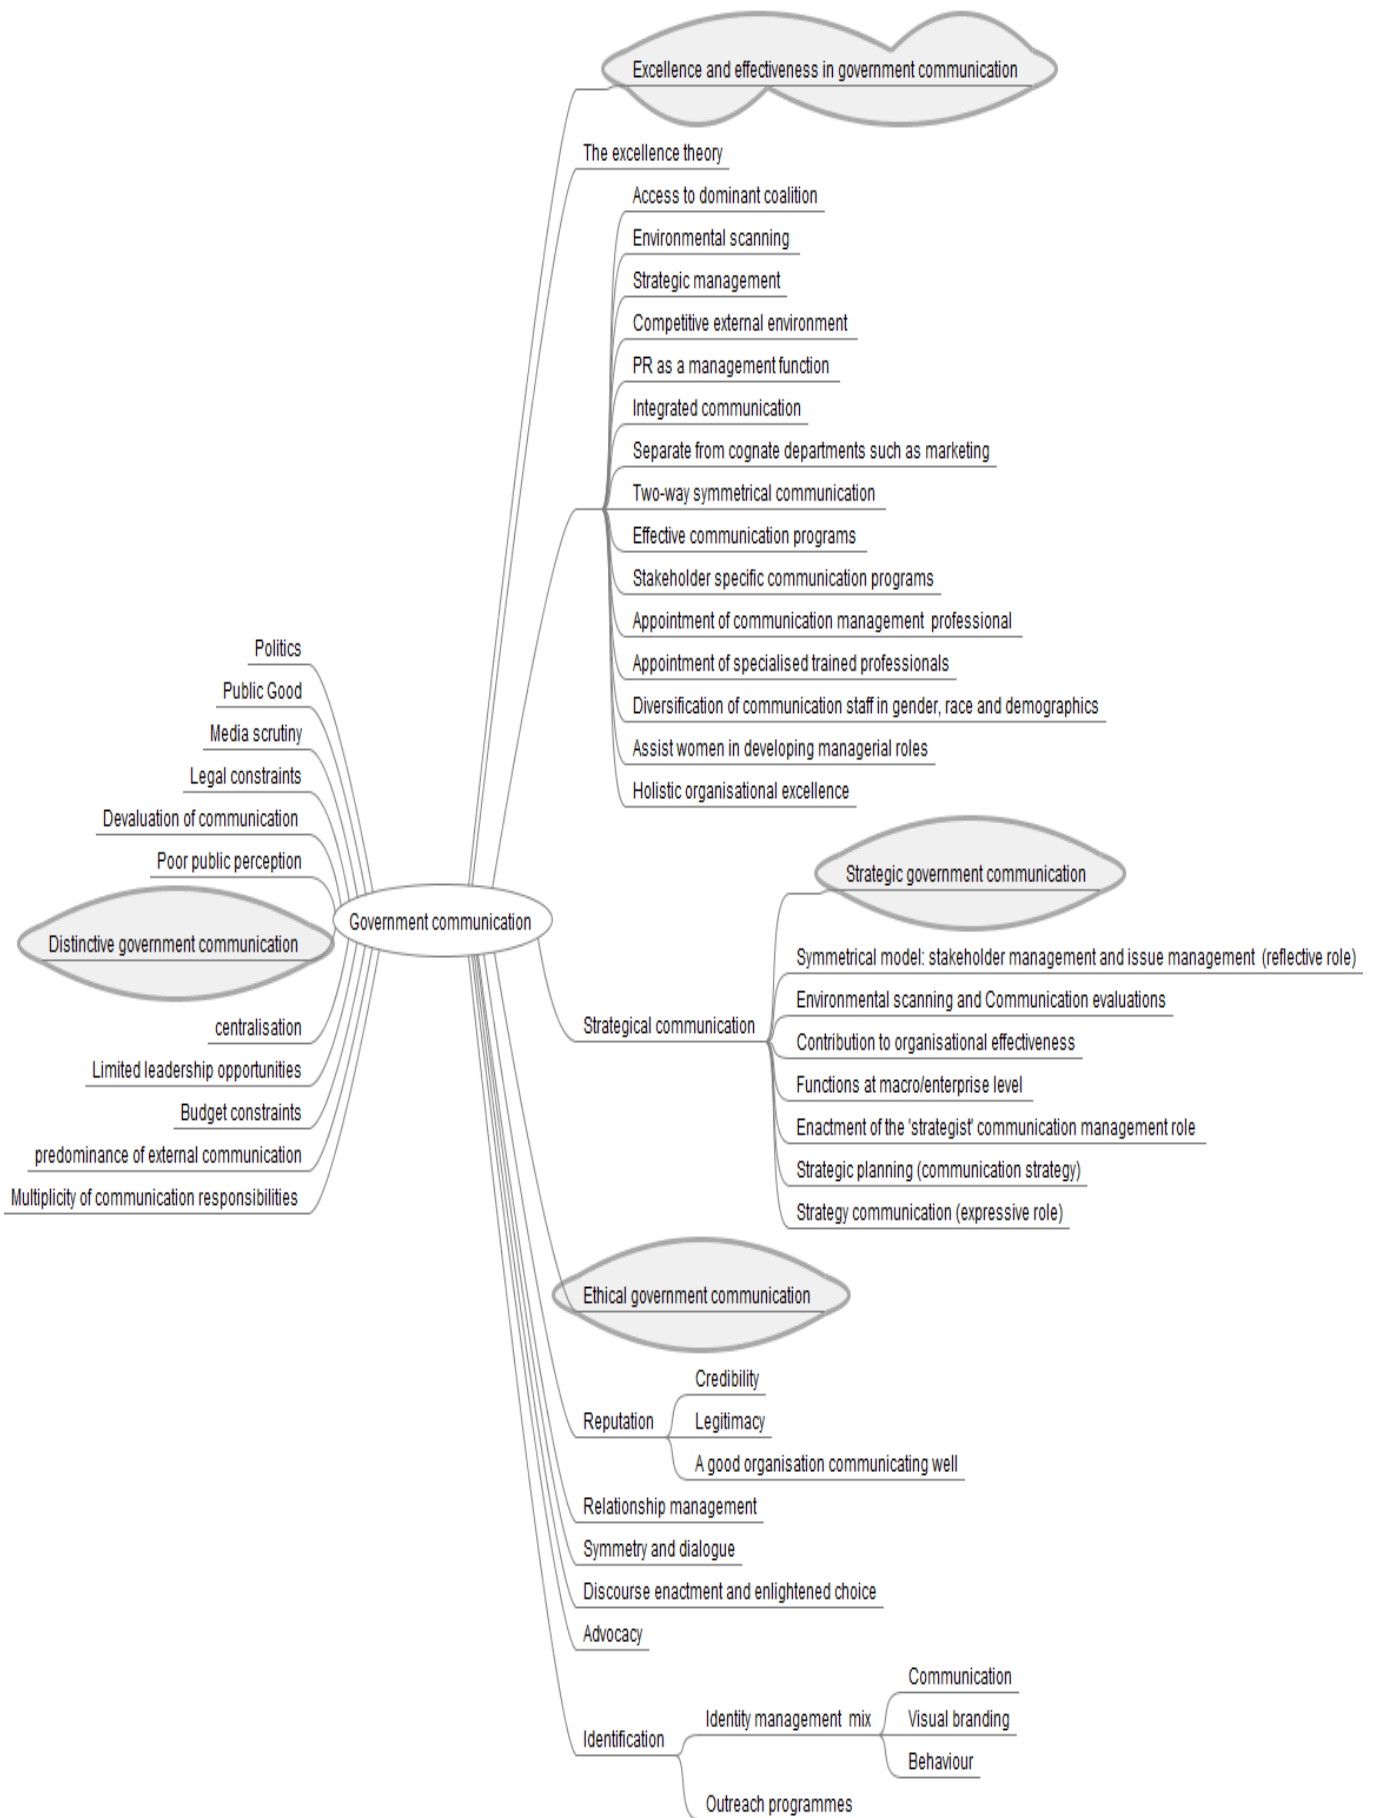 Excellence and effectiveness in government communication
The excellence theory
Access to dominant coalition
Environmental scanning
Strategic management
Competitive external environment
PR as a management function
Integrated communication
Separate from cognate departments such as marketing
Two-way symmetrical communication
Effective communication programs
Stakeholder specific communication programs
Appointment of communication management professional
Appointment of specialised trained professionals
Diversification of communication staff in gender, race and demographics
Assist women in developing managerial roles
Holistic organisational excellence
Politics
Public Good
Media scrutiny
Legal constraints
Devaluation of communication
Poor public perception
Distinctive government communication
centralisation
Limited leadership opportunities
Budget constraints
predominance of external communication
Multiplicity of communication responsibilities
Government communication
Strategical communication
Strategic government communication
Symmetrical model: stakeholder management and issue management (reflective role)
Environmental scanning and Communication evaluations
Contribution to organisational effectiveness
Functions at macro/enterprise level
Enactment of the 'strategist' communication management role
Strategic planning (communication strategy)
Strategy communication (expressive role)
Ethical government communication
Reputation
Credibility
Legitimacy
A good organisation communicating well
Relationship management
Symmetry and dialogue
Discourse enactment and enlightened choice
Advocacy
Identification
Identity management mix
Communication
Visual branding
Behaviour
Outreach programmes